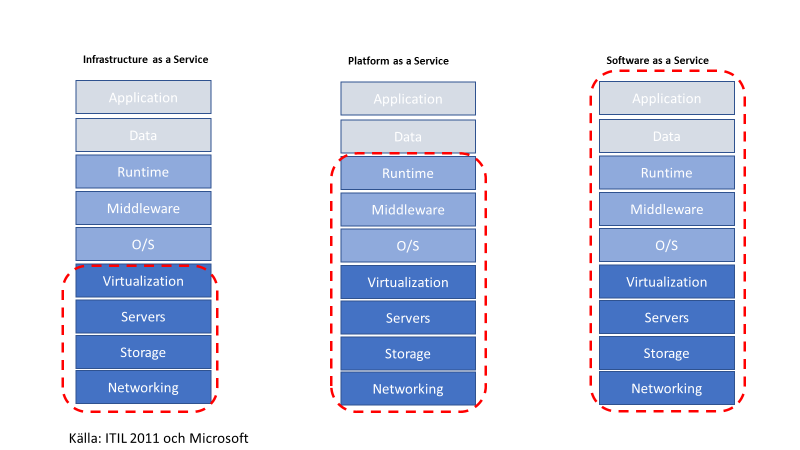 Infrastructure as a Service
Application
Data
Runtime
Middleware
O/S
Virtualization
Servers
Storage
Networking
Platform as a Service
Application
Data
Runtime
Middleware
O/S
Virtualization
Servers
Storage
Networking
Software as a Service
Application
Data
Runtime
Middleware
O/S
Virtualization
Servers
Storage
Networking
Källa: ITIL 2011 och Microsoft